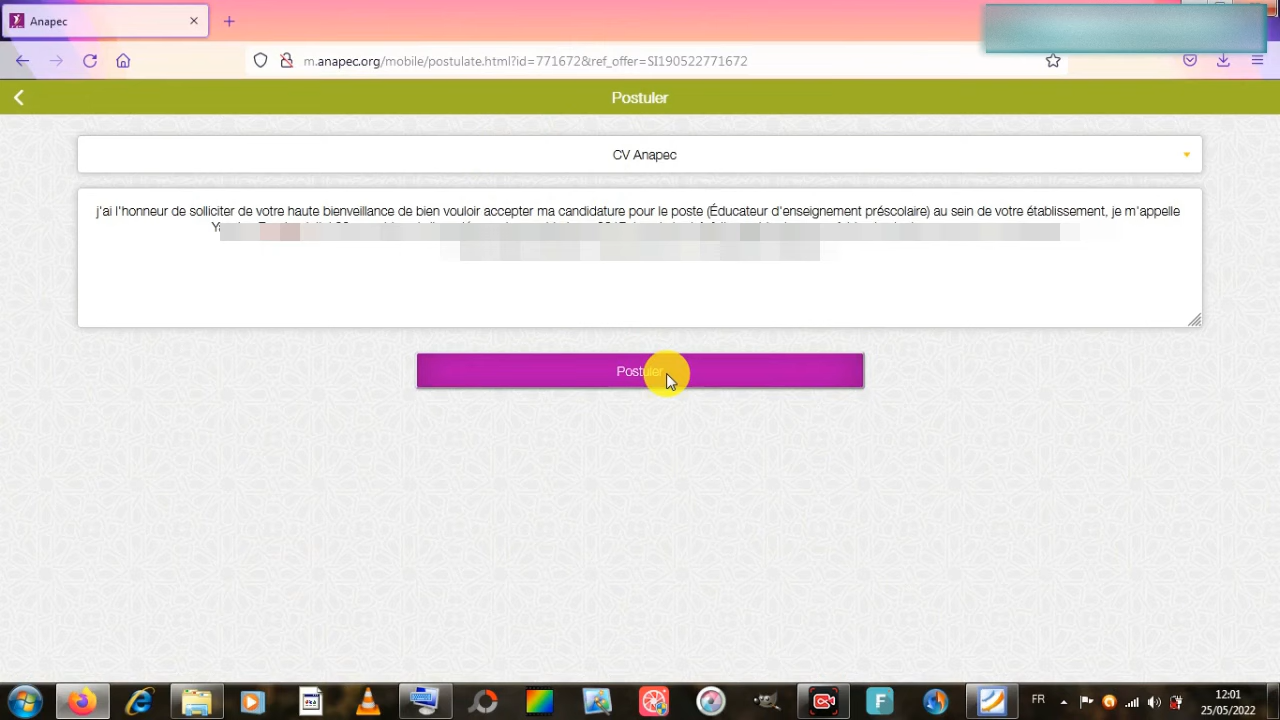 Anapec
m.anapec.org/mobile/postulate.html?id=771672&ref_offer=SI190522771672
Postuler
CV Anapec
j'ai l'honneur de solliciter de votre haute bienveillance de bien vouloir accepter ma candidature pour le poste (Éducateur d'enseignement préscolaire) au sein de votre établissement, je m'appelle
Postuler
FR
12:01
25/05/2022